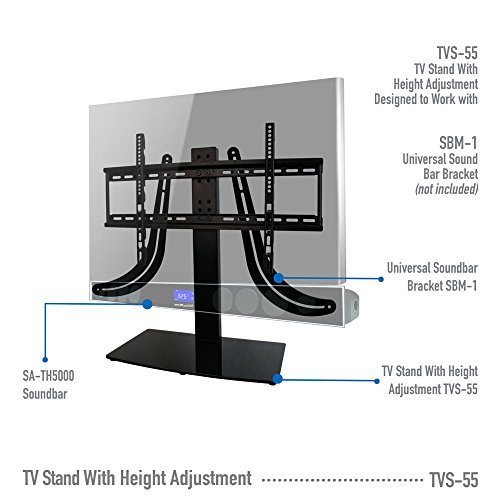 TVS-55
TV Stand With
Height Adjustment
Designed to Work with
SBM-1
Universal Sound
Bar Bracket
(not included)
Universal Soundbar
Bracket SBM-1
SA-TH5000
Soundbar
TV Stand With Height
Adjustment TVS-55
TV Stand With Height Adjustment
TVS-55